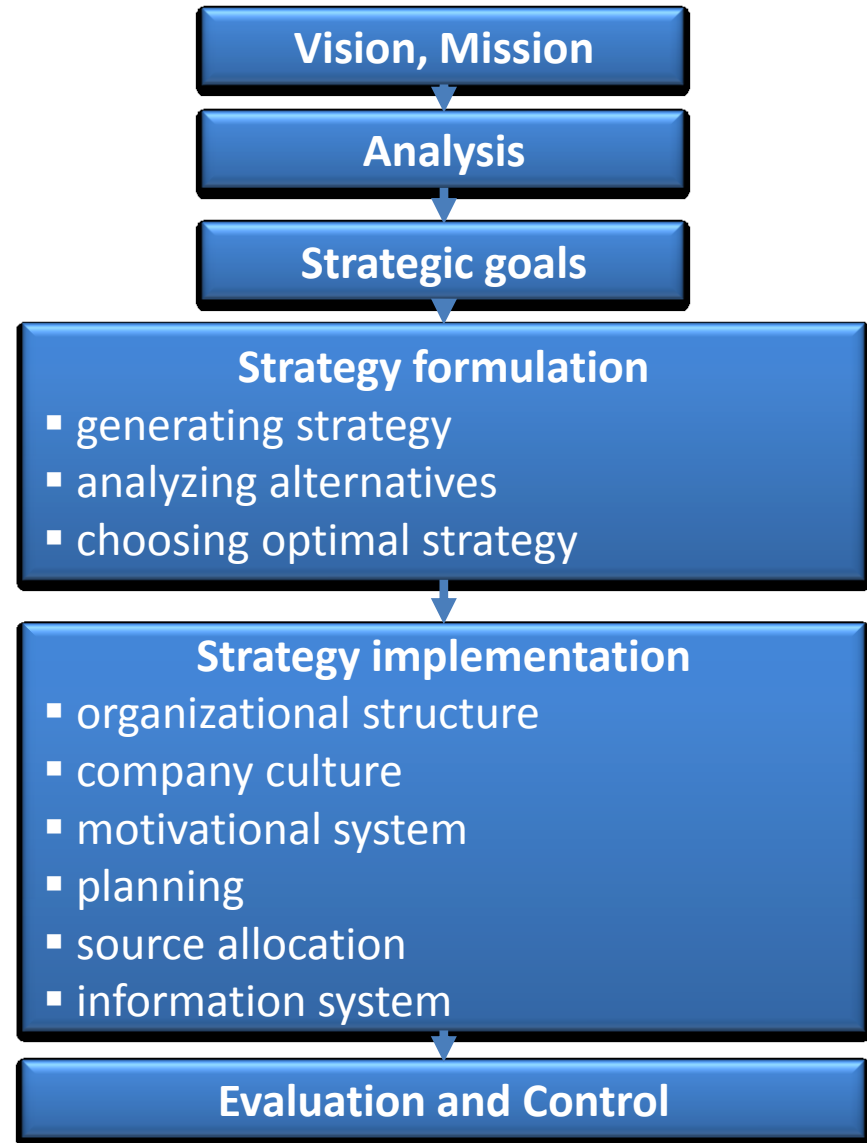 Vision, Mission
Analysis
Strategic goals
Strategy formulation
▪ generating strategy
▪ analyzing alternatives
▪ choosing optimal strategy
Strategy implementation
▪ organizational structure
▪ company culture
▪ motivational system
▪ planning
▪ source allocation
▪ information system
Evaluation and Control